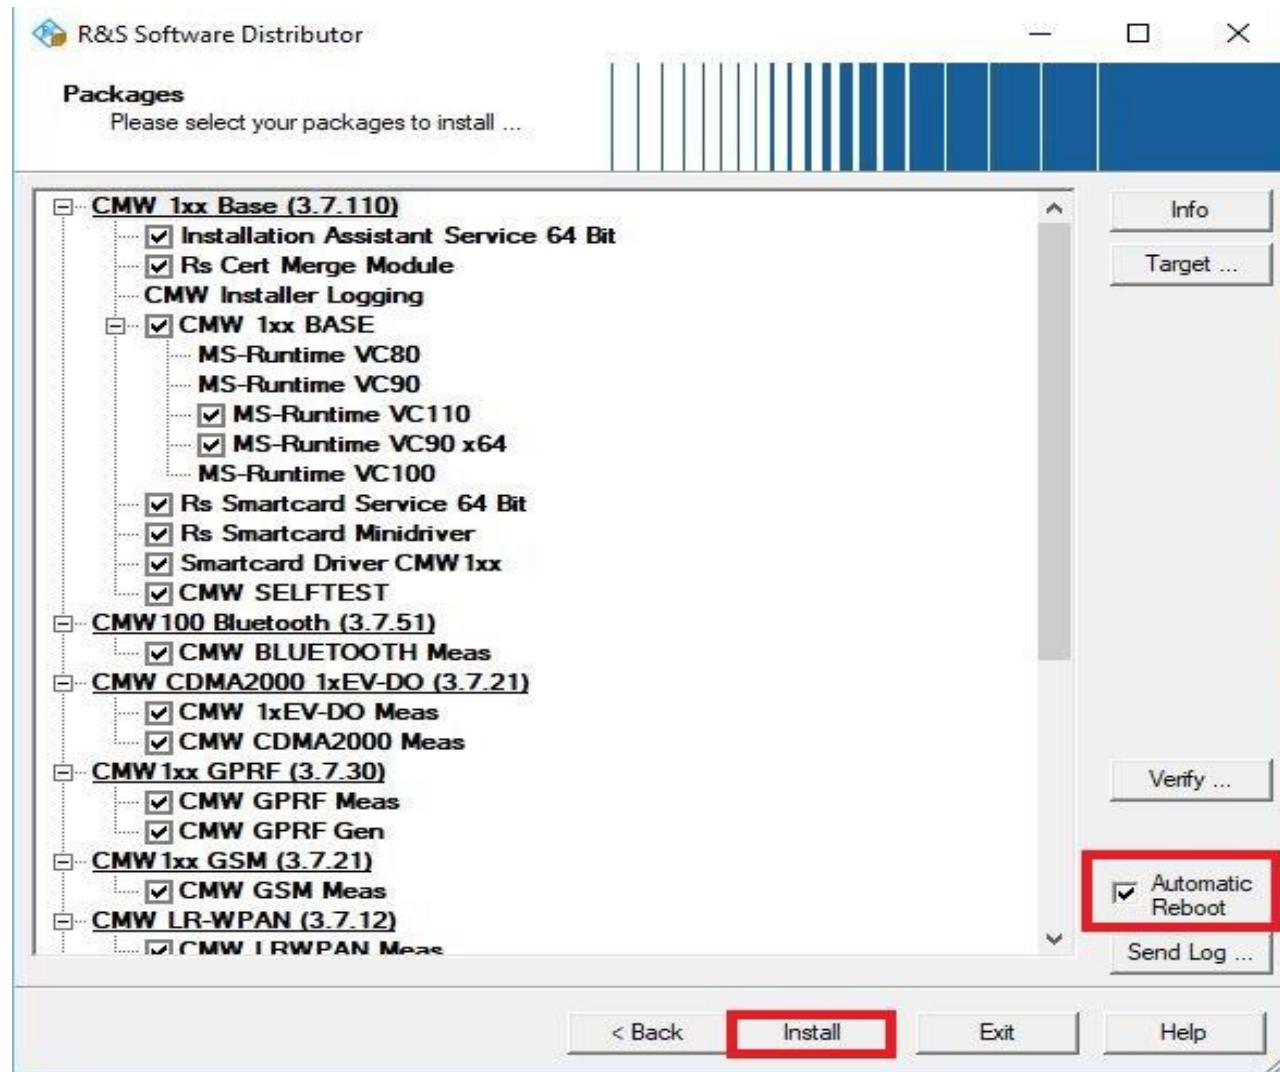 R&S Software Distributor
Packages
Please select your packages to install ...
CMW 1xx Base (3.7.110)
Installation Assistant Service 64 Bit
Rs Cert Merge Module
CMW Installer Logging
CMW 1xx BASE
MS-Runtime VC80
MS-Runtime VC90
MS-Runtime VC110
MS-Runtime VC90 x64
MS-Runtime VC100
Rs Smartcard Service 64 Bit
Rs Smartcard Minidriver
Smartcard Driver CMW1xx
CMW SELFTEST
CMW100 Bluetooth (3.7.51)
CMW BLUETOOTH Meas
CMW CDMA2000 1xEV-DO (3.7.21)
CMW 1xEV-DO Meas
CMW CDMA2000 Meas
CMW1xx GPRF (3.7.30)
CMW GPRF Meas
CMW GPRF Gen
CMW1xx GSM (3.7.21)
CMW GSM Meas
CMW LR-WPAN (3.7.12)
CMW LRWPAN Meas
Info
Target ...
Verify ...
Automatic
Reboot
Send Log ...
< Back
Install
Exit
Help